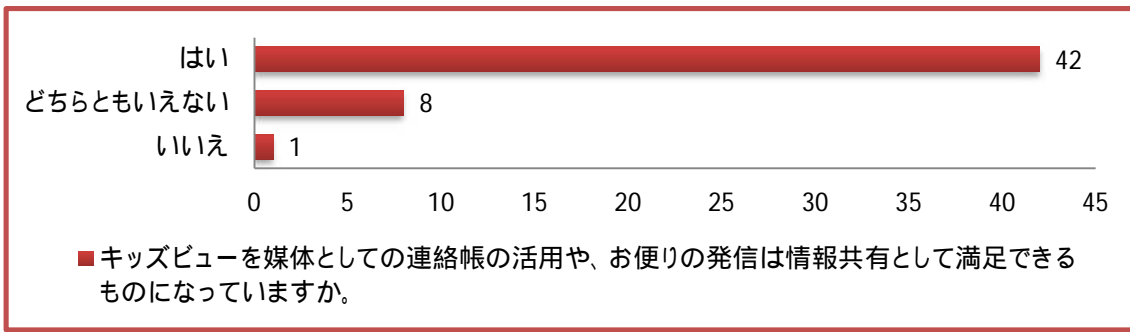 はい 42
どちらともいえない 8
いいえ 1
0 5 10 15 20 25 30 35 40 45
キッズビューを媒体としての連絡帳の活用や、お便りの発信は情報共有として満足できる
ものになっていますか。